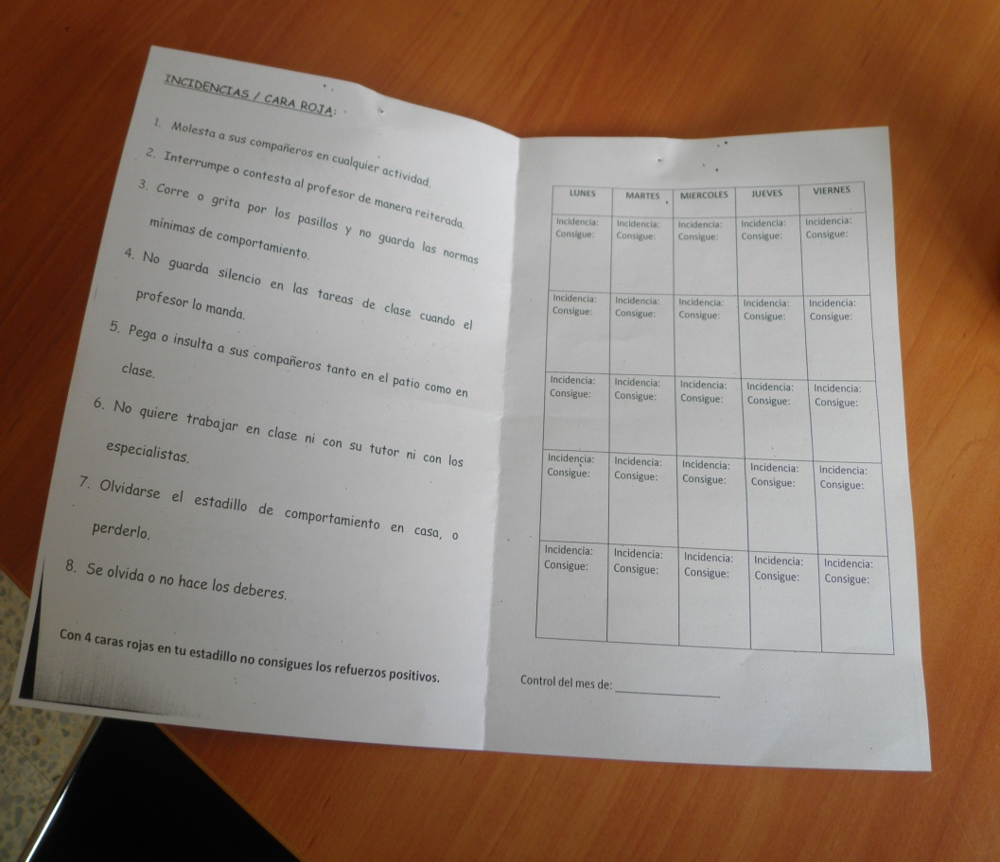 INCIDENCIAS / CARA ROJA:
1. Molesta a sus compañeros en cualquier actividad.
2. Interrumpe o contesta al profesor de manera reiterada.
3. Corre o grita por los pasillos y no guarda las normas
mínimas de comportamiento.
4. No guarda silencio en las tareas de clase cuando el
profesor lo manda.
5. Pega o insulta a sus compañeros tanto en el patio como en
clase.
6. No quiere trabajar en clase ni con su tutor ni con los
especialistas.
7. Olvidarse el estadillo de comportamiento en casa, o
perderlo.
8. Se olvida o no hace los deberes.
Con 4 caras rojas en tu estadillo no consigues los refuerzos positivos.
LUNES MARTES MIERCOLES JUEVES VIERNES
Incidencia: Incidencia: Incidencia: Incidencia: Incidencia:
Consigue: Consigue: Consigue: Consigue: Consigue:
Incidencia: Incidencia: Incidencia: Incidencia: Incidencia:
Consigue: Consigue: Consigue: Consigue: Consigue:
Incidencia: Incidencia: Incidencia: Incidencia: Incidencia:
Consigue: Consigue: Consigue: Consigue: Consigue:
Incidencia: Incidencia: Incidencia: Incidencia: Incidencia:
Consigue: Consigue: Consigue: Consigue: Consigue:
Incidencia: Incidencia: Incidencia: Incidencia: Incidencia:
Consigue: Consigue: Consigue: Consigue: Consigue:
Control del mes de: